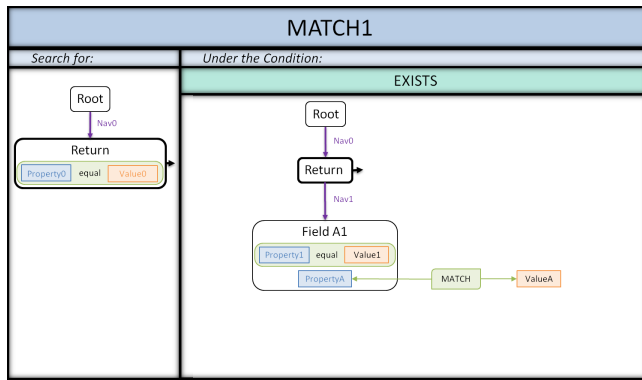 MATCH1
Search for:
Under the Condition:
EXISTS
Root
Nav0
Return
Property0 equal Value0
Root
Nav0
Return
Nav1
Field A1
Property1 equal Value1
PropertyA MATCH ValueA